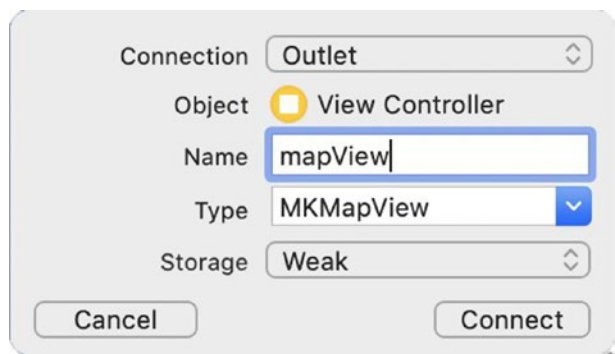 Connection Outlet
Object View Controller
Name mapView
Type MKMapView
Storage Weak
Cancel Connect